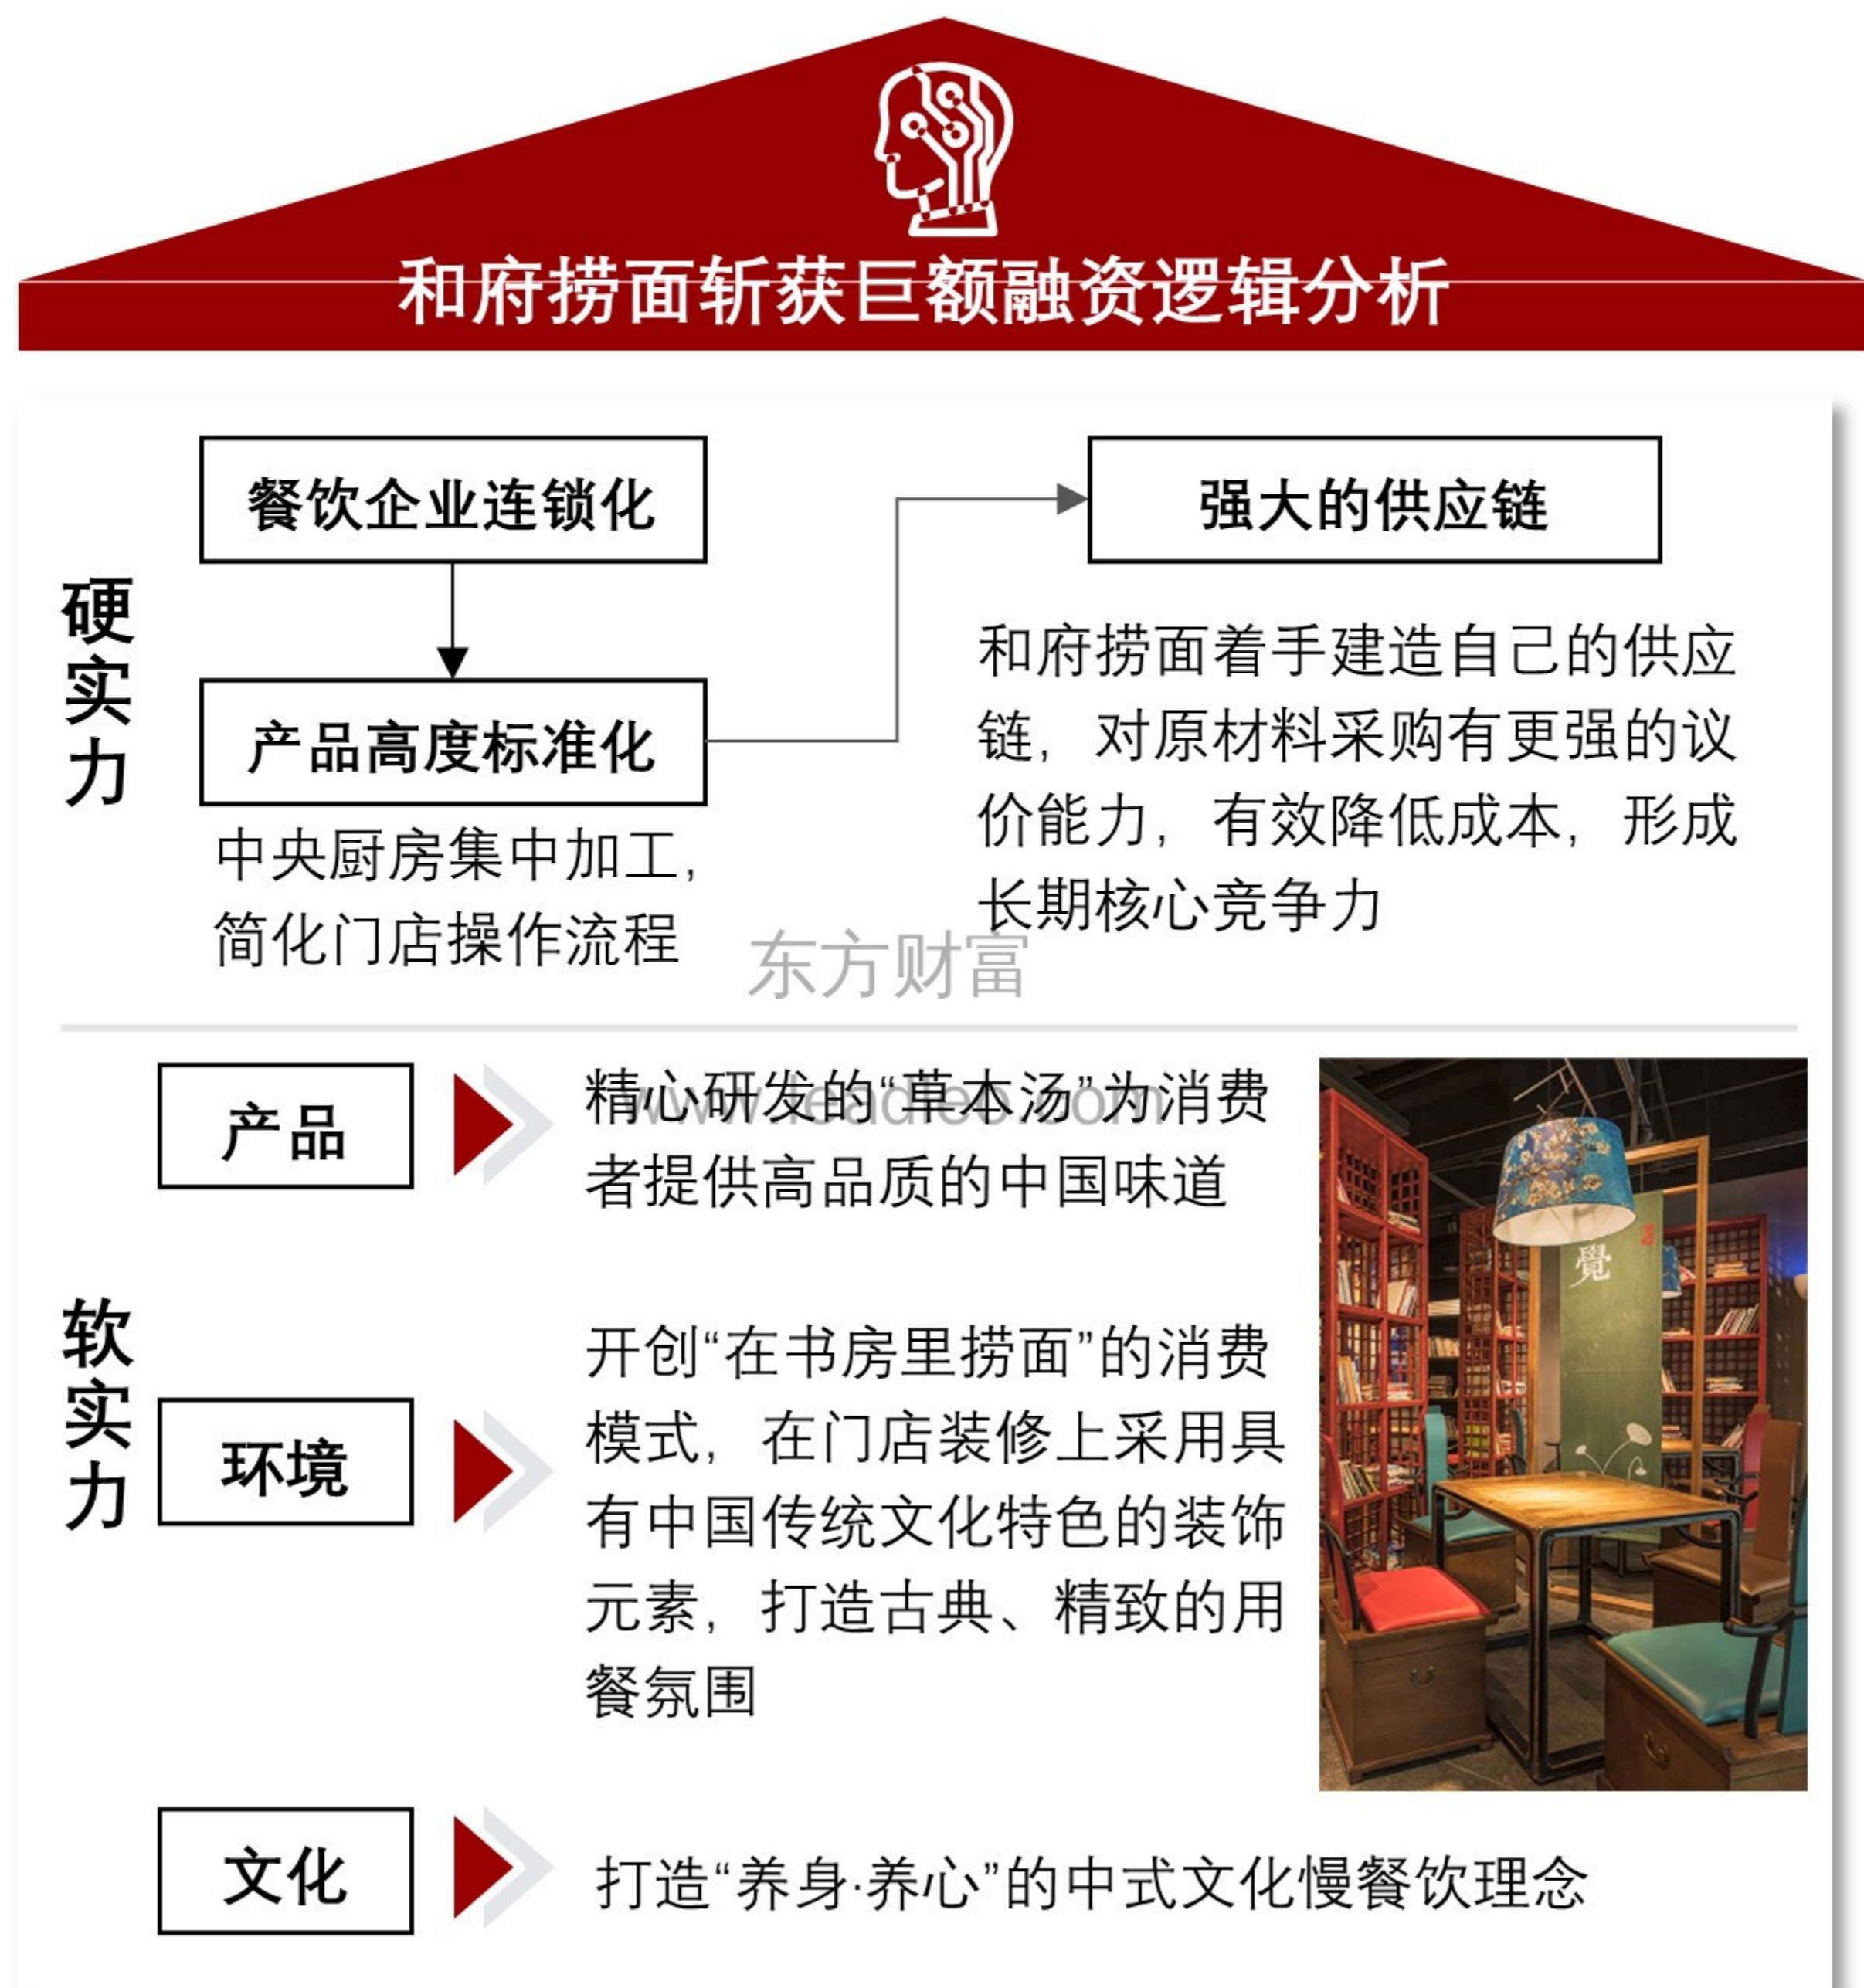 和府捞面斩获巨额融资逻辑分析
硬实力
餐饮企业连锁化
产品高度标准化
中央厨房集中加工,
简化门店操作流程
强大的供应链
和府捞面着手建造自己的供应
链，对原材料采购有更强的议
价能力，有效降低成本，形成
长期核心竞争力
东方财富
软实力
产品
精心研发的“草本汤”为消费
者提供高品质的中国味道
www.leadleo.com
环境
开创“在书房里捞面”的消费
模式，在门店装修上采用具
有中国传统文化特色的装饰
元素，打造古典、精致的用
餐氛围
覺
文化
打造“养身·养心”的中式文化慢餐饮理念